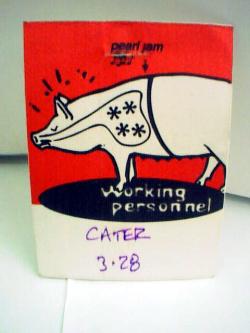 pearl jam
Working
personnel
CATER
3.28